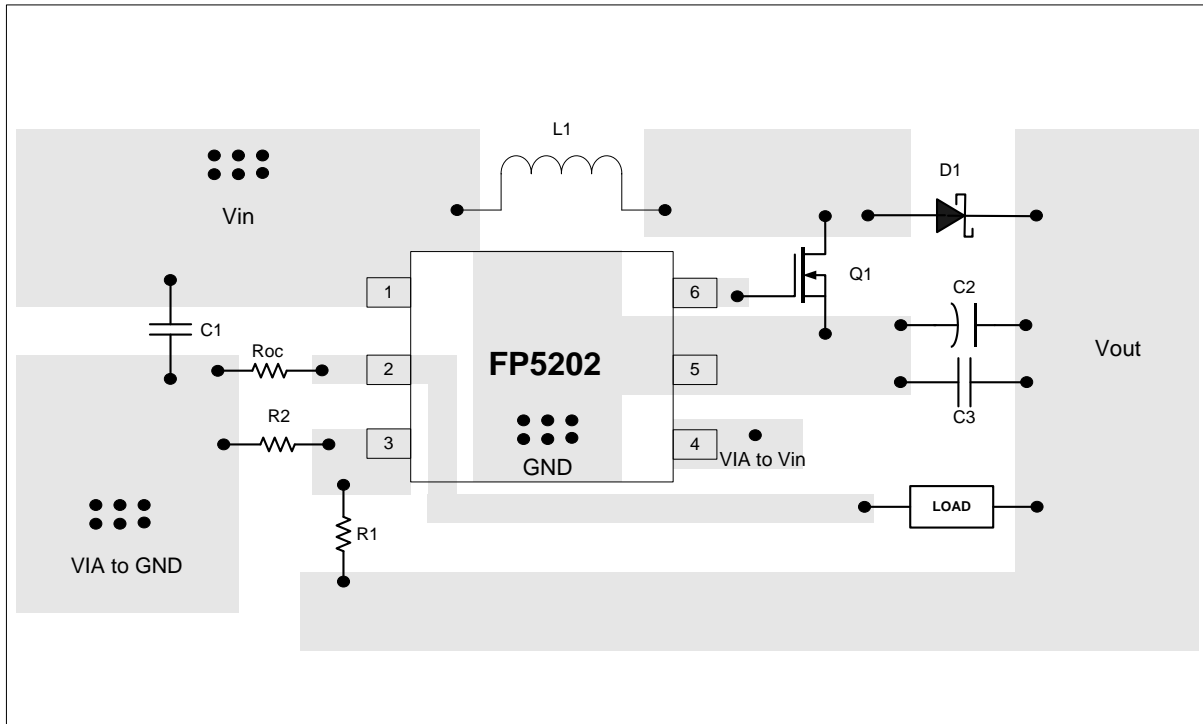 L1
D1
Vin
Q1
C2
1
6
C1
Roc
2
FP5202
5
Vout
C3
R2
3
GND
4
VIA to Vin
LOAD
R1
VIA to GND